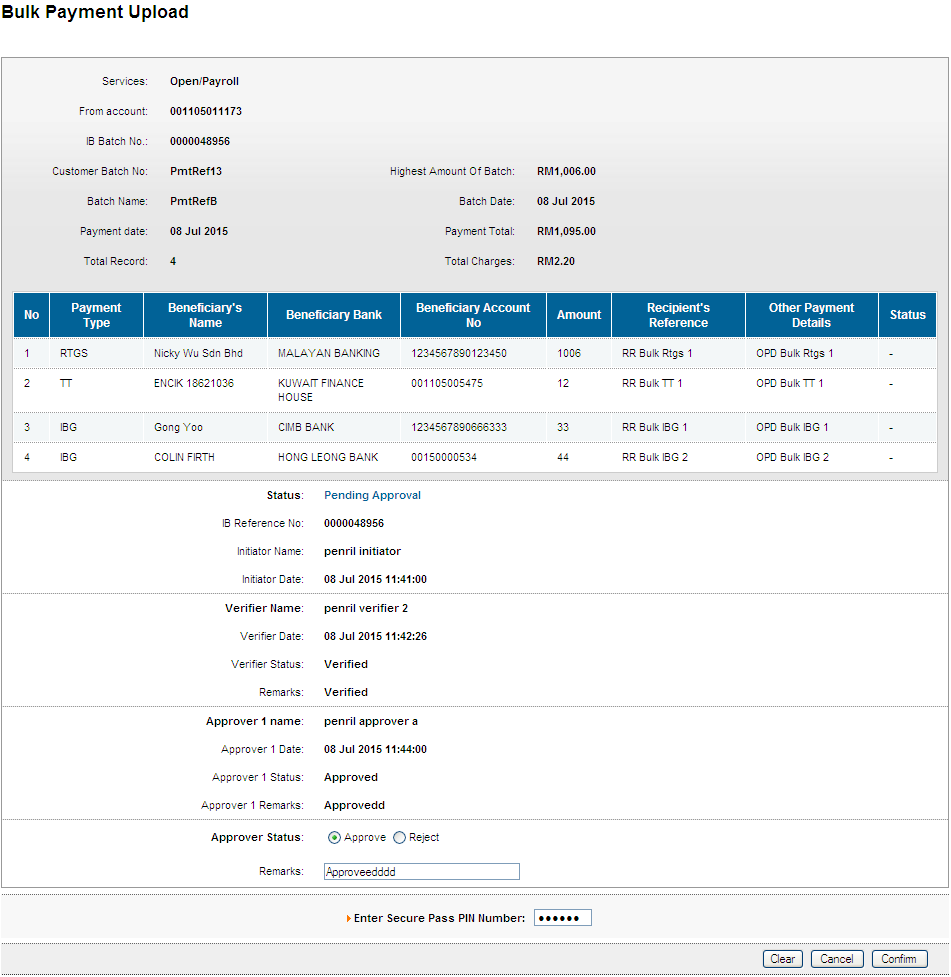 Bulk Payment Upload
Services: Open/Payroll
From account: 001105011173
IB Batch No.: 0000048956
Customer Batch No: PmtRef13 Highest Amount Of Batch: RM1,006.00
Batch Name: PmtRefB Batch Date: 08 Jul 2015
Payment date: 08 Jul 2015 Payment Total: RM1,095.00
Total Record: 4 Total Charges: RM2.20
No Payment Type Beneficiary's Name Beneficiary Bank Beneficiary Account No Amount Recipient's Reference Other Payment Details Status
1 RTGS Nicky Wu Sdn Bhd MALAYAN BANKING 1234567890123450 1006 RR Bulk Rtgs 1 OPD Bulk Rtgs 1 -
2 TT ENCIK 18621036 KUWAIT FINANCE HOUSE 001105005475 12 RR Bulk TT 1 OPD Bulk TT 1 -
3 IBG Gong Yoo CIMB BANK 1234567890666333 33 RR Bulk IBG 1 OPD Bulk IBG 1 -
4 IBG COLIN FIRTH HONG LEONG BANK 00150000534 44 RR Bulk IBG 2 OPD Bulk IBG 2 -
Status: Pending Approval
IB Reference No: 0000048956
Initiator Name: penril initiator
Initiator Date: 08 Jul 2015 11:41:00
Verifier Name: penril verifier 2
Verifier Date: 08 Jul 2015 11:42:26
Verifier Status: Verified
Remarks: Verified
Approver 1 name: penril approver a
Approver 1 Date: 08 Jul 2015 11:44:00
Approver 1 Status: Approved
Approver 1 Remarks: Approvedd
Approver Status: Approve Reject
Remarks: Approveedddd
Enter Secure Pass PIN Number: ••••••
Clear Cancel Confirm